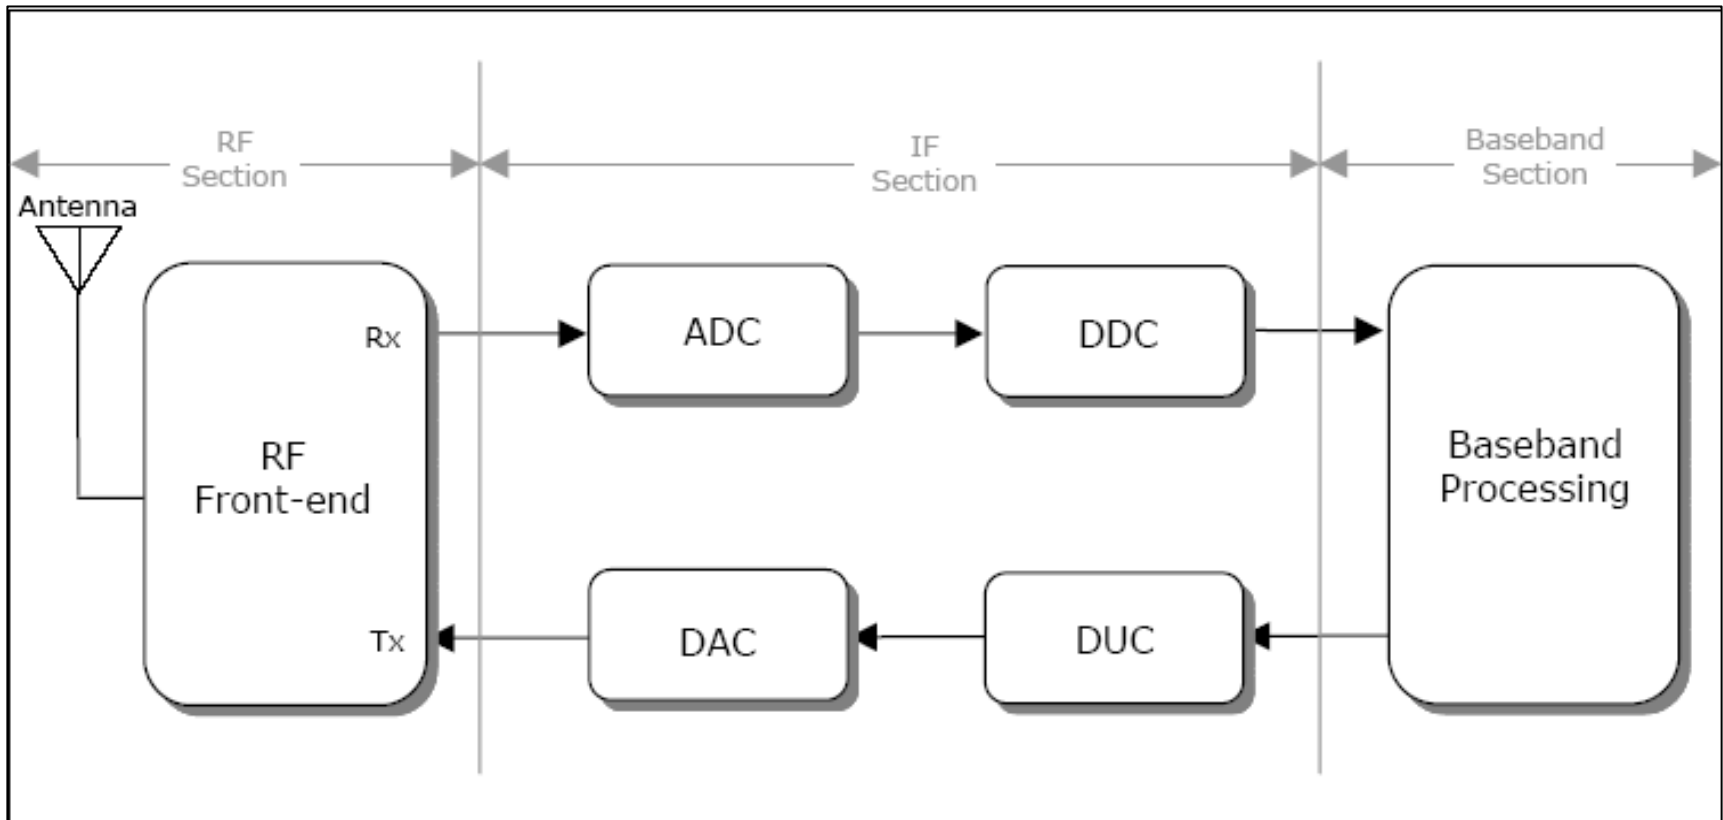 RF
Section
IF
Section
Baseband
Section
Antenna
Rx
ADC
DDC
RF
Front-end
Baseband
Processing
Tx
DAC
DUC